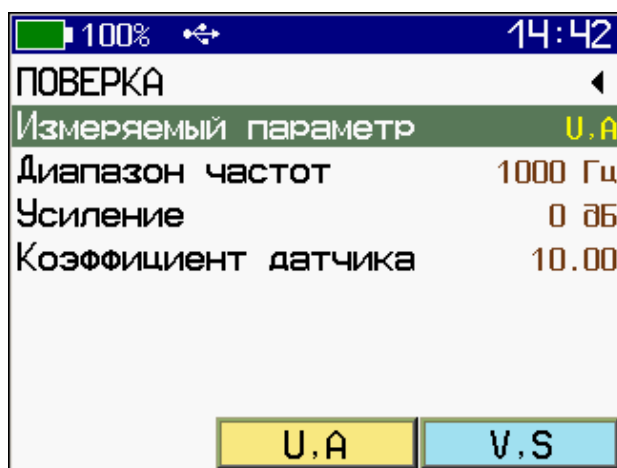 100% 14:42
ПОВЕРКА
Измеряемый параметр U,A
Диапазон частот 1000 Гц
Усиление 0 дБ
Коэффициент датчика 10.00
U,A V,S